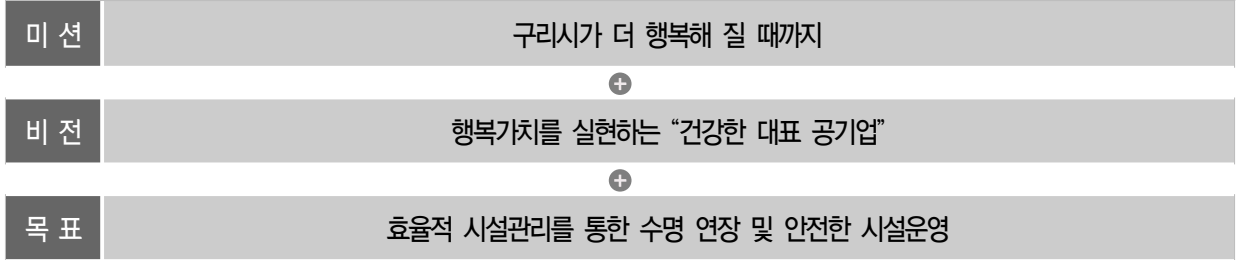 미 션 구리시가 더 행복해 질 때까지
비 전 행복가치를 실현하는 “건강한 대표 공기업”
목 표 효율적 시설관리를 통한 수명 연장 및 안전한 시설운영